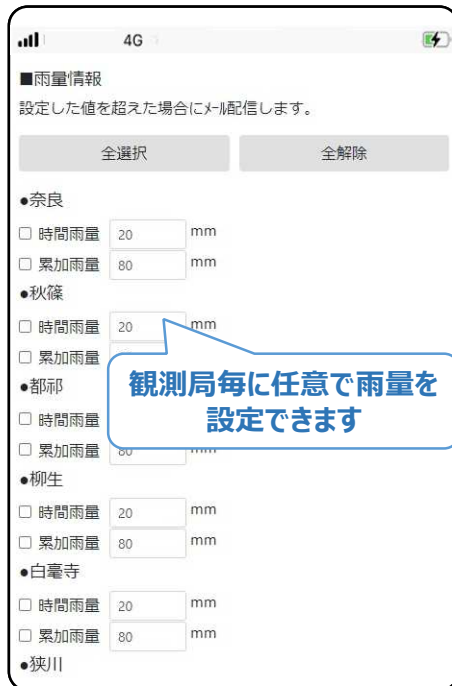 4G
■雨量情報
設定した値を超えた場合にメール配信します。
全選択 全解除
●奈良
□ 時間雨量 20 mm
□ 累加雨量 80 mm
●秋篠
□ 時間雨量 20 mm
□ 累加雨量
観測局毎に任意で雨量を
設定できます
●都祁
□ 時間雨量
□ 累加雨量 80 mm
●柳生
□ 時間雨量 20 mm
□ 累加雨量 80 mm
●白毫寺
□ 時間雨量 20 mm
□ 累加雨量 80 mm
●狭川